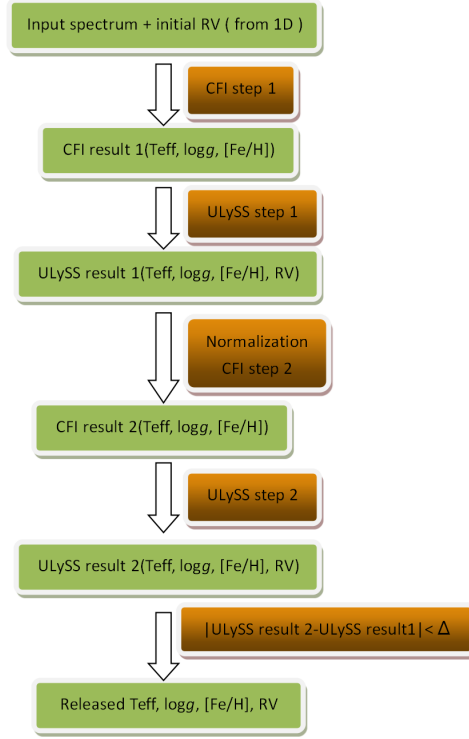 Input spectrum + initial RV ( from 1D )
CFI step 1
CFI result 1(Teff, logg, [Fe/H])
ULySS step 1
ULySS result 1(Teff, logg, [Fe/H], RV)
Normalization
CFI step 2
CFI result 2(Teff, logg, [Fe/H])
ULySS step 2
ULySS result 2(Teff, logg, [Fe/H], RV)
|ULySS result 2-ULySS result1|< Δ
Released Teff, logg, [Fe/H], RV